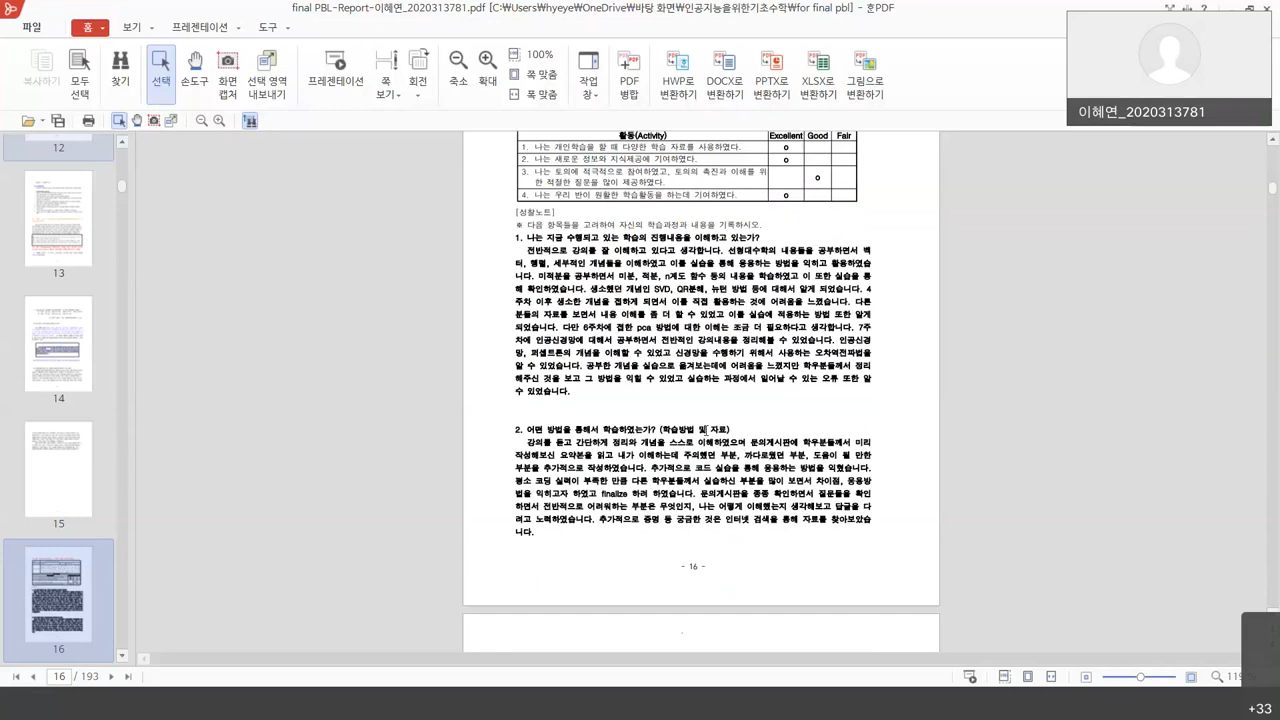 final PBL-Report-이혜연_2020313781.pdf [C:₩Users₩hyeye₩OneDrive₩바탕 화면₩인공지능을위한기초수학₩for final pbl] - 훈PDF
파일 홈 보기 프레젠테이션 도구
복사하기 모두 선택 찾기 선택 손도구 화면 캡처 선택 영역 내보내기 프레젠테이션 쪽 보기 회전 축소 확대 100% 쪽 맞춤 폭 맞춤 작업 창 PDF 병합 HWP로 변환하기 DOCX로 변환하기 PPTX로 변환하기 XLSX로 변환하기 그림으로 변환하기
이혜연_2020313781
12
13
14
15
16
활동(Activity) Excellent Good Fair
1. 나는 개인학습을 할 때 다양한 학습 자료를 사용하였다. o
2. 나는 새로운 정보와 지식제공에 기여하였다. o
3. 나는 토의에 적극적으로 참여하였고, 토의의 촉진과 이해를 위
한 적절한 질문을 많이 제공하였다. o
4. 나는 우리 반이 원활한 학습활동을 하는데 기여하였다. o
[성찰노트]
※ 다음 항목들을 고려하여 자신의 학습과정과 내용을 기록하시오.
1. 나는 지금 수행되고 있는 학습의 진행내용을 이해하고 있는가?
전반적으로 강의를 잘 이해하고 있다고 생각합니다. 선형대수학의 내용들을 공부하면서 벡
터, 행렬, 세부적인 개념들을 이해하였고 이를 실습을 통해 응용하는 방법을 익히고 활용하였습
니다. 미적분을 공부하면서 미분, 적분, n계도 함수 등의 내용을 학습하였고 이 또한 실습을 통
해 확인하였습니다. 생소했던 개념인 SVD, QR분해, 뉴턴 방법 등에 대해서 알게 되었습니다. 4
주차 이후 생소한 개념을 접하게 되면서 이를 직접 활용하는 것에 어려움을 느꼈습니다. 다른
분들의 자료를 보면서 내용 이해를 좀 더 할 수 있었고 이를 실습에 적용하는 방법 또한 알게
되었습니다. 다만 6주차에 접한 pca 방법에 대한 이해는 조금 더 필요하다고 생각합니다. 7주
차에 인공신경망에 대해서 공부하면서 전반적인 강의내용을 정리해볼 수 있었습니다. 인공신경
망, 퍼셉트론의 개념을 이해할 수 있었고 신경망을 수행하기 위해서 사용하는 오차역전파법을
알 수 있었습니다. 공부한 개념을 실습으로 옮겨보는데에 어려움을 느꼈지만 학우분들께서 정리
해주신 것을 보고 그 방법을 익힐 수 있었고 실습하는 과정에서 일어날 수 있는 오류 또한 알
수 있었습니다.
2. 어떤 방법을 통해서 학습하였는가? (학습방법 및 자료)
강의를 듣고 간단하게 정리와 개념을 스스로 이해하였으며 문의게시판에 학우분들께서 미리
작성해보신 요약본을 읽고 내가 이해하는데 주의했던 부분, 까다로웠던 부분, 도움이 될 만한
부분을 추가적으로 작성하였습니다. 추가적으로 코드 실습을 통해 응용하는 방법을 익혔습니다.
평소 코딩 실력이 부족한 만큼 다른 학우분들께서 실습하신 부분을 많이 보면서 차이점, 응용방
법을 익히고자 하였고 finalize 하려 하였습니다. 문의게시판을 종종 확인하면서 질문들을 확인
하면서 전반적으로 어려워하는 부분은 무엇인지, 나는 어떻게 이해했는지 생각해보고 답글을 다
려고 노력하였습니다. 추가적으로 증명 등 궁금한 것은 인터넷 검색을 통해 자료를 찾아보았습
니다.
- 16 -
16 / 193
+33